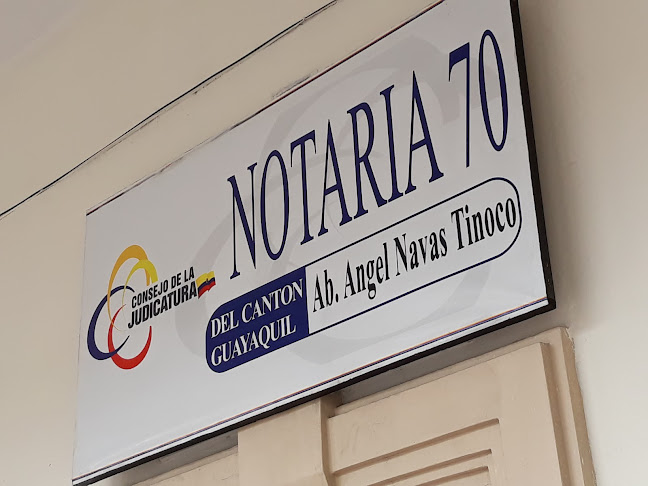 NOTARIA 70
CONSEJO DE LA
JUDICATURA
DEL CANTON
GUAYAQUIL
Ab. Angel Navas Tinoco